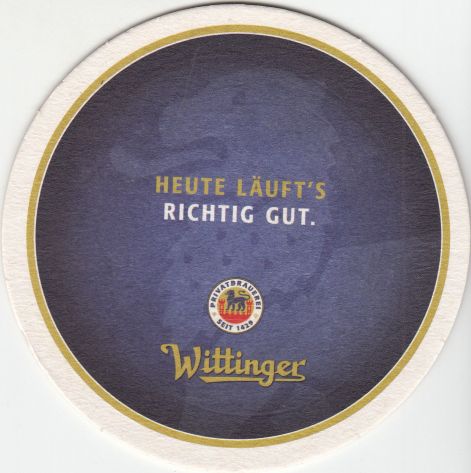 HEUTE LÄUFT'S
RICHTIG GUT.
PRIVATBRAUEREI
SEIT 1429
Wittinger